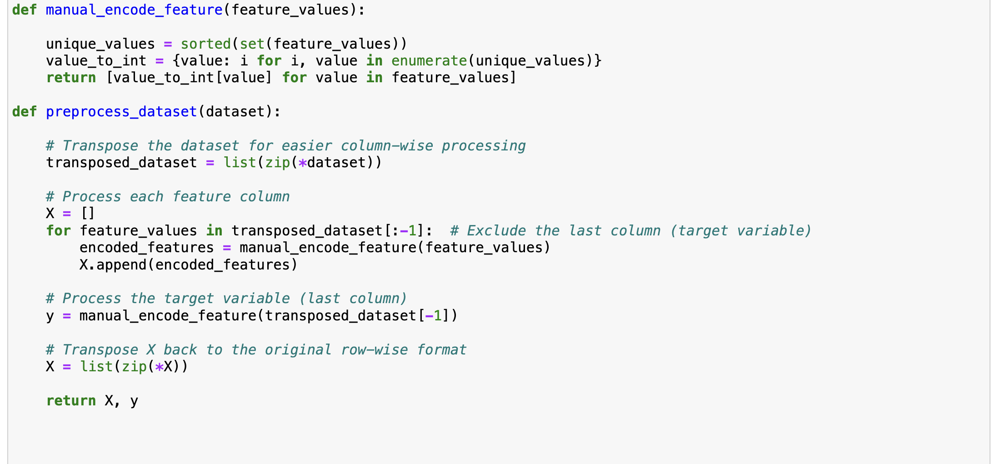 def manual_encode_feature(feature_values):
    unique_values = sorted(set(feature_values))
    value_to_int = {value: i for i, value in enumerate(unique_values)}
    return [value_to_int[value] for value in feature_values]
def preprocess_dataset(dataset):
    # Transpose the dataset for easier column-wise processing
    transposed_dataset = list(zip(*dataset))
    # Process each feature column
    X = []
    for feature_values in transposed_dataset[:-1]:  # Exclude the last column (target variable)
        encoded_features = manual_encode_feature(feature_values)
        X.append(encoded_features)
    # Process the target variable (last column)
    y = manual_encode_feature(transposed_dataset[-1])
    # Transpose X back to the original row-wise format
    X = list(zip(*X))
    return X, y